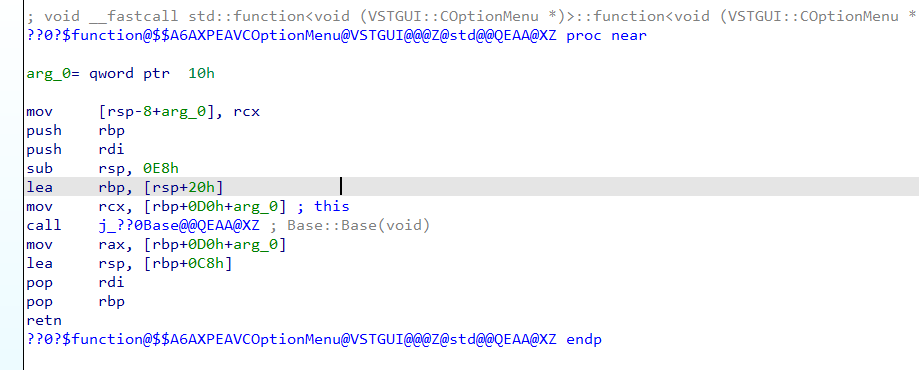 ; void __fastcall std::function<void (VSTGUI::COptionMenu *)>::function<void (VSTGUI::COptionMenu *
??0?$function@$$A6AXPEAVCOptionMenu@VSTGUI@@@Z@std@@QEAA@XZ proc near
arg_0= qword ptr  10h
mov     [rsp-8+arg_0], rcx
push    rbp
push    rdi
sub     rsp, 0E8h
lea     rbp, [rsp+20h]
mov     rcx, [rbp+0D0h+arg_0] ; this
call    j_??0Base@@QEAA@XZ ; Base::Base(void)
mov     rax, [rbp+0D0h+arg_0]
lea     rsp, [rbp+0C8h]
pop     rdi
pop     rbp
retn
??0?$function@$$A6AXPEAVCOptionMenu@VSTGUI@@@Z@std@@QEAA@XZ endp